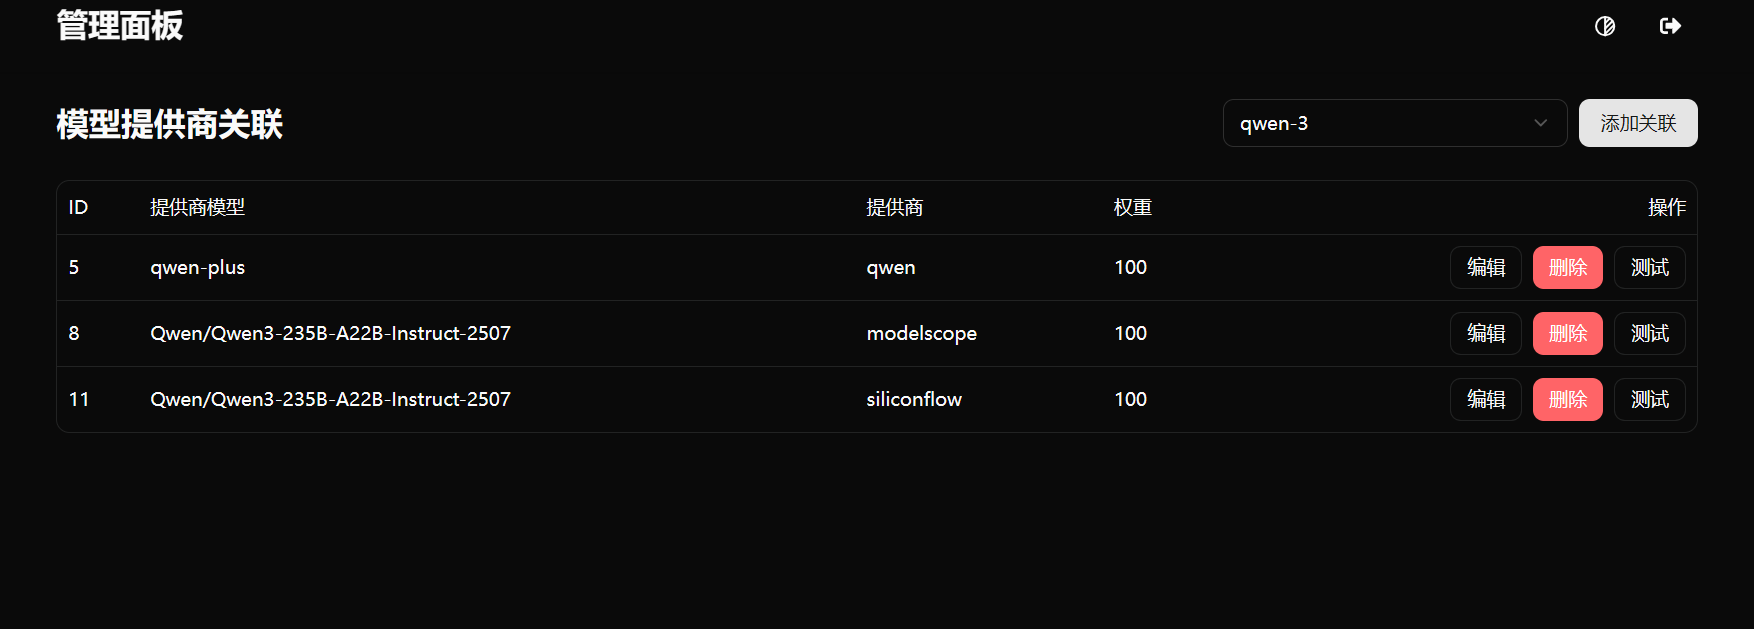 管理面板
模型提供商关联
qwen-3
添加关联
ID 提供商模型 提供商 权重 操作
5 qwen-plus qwen 100 编辑 删除 测试
8 Qwen/Qwen3-235B-A22B-Instruct-2507 modelscope 100 编辑 删除 测试
11 Qwen/Qwen3-235B-A22B-Instruct-2507 siliconflow 100 编辑 删除 测试